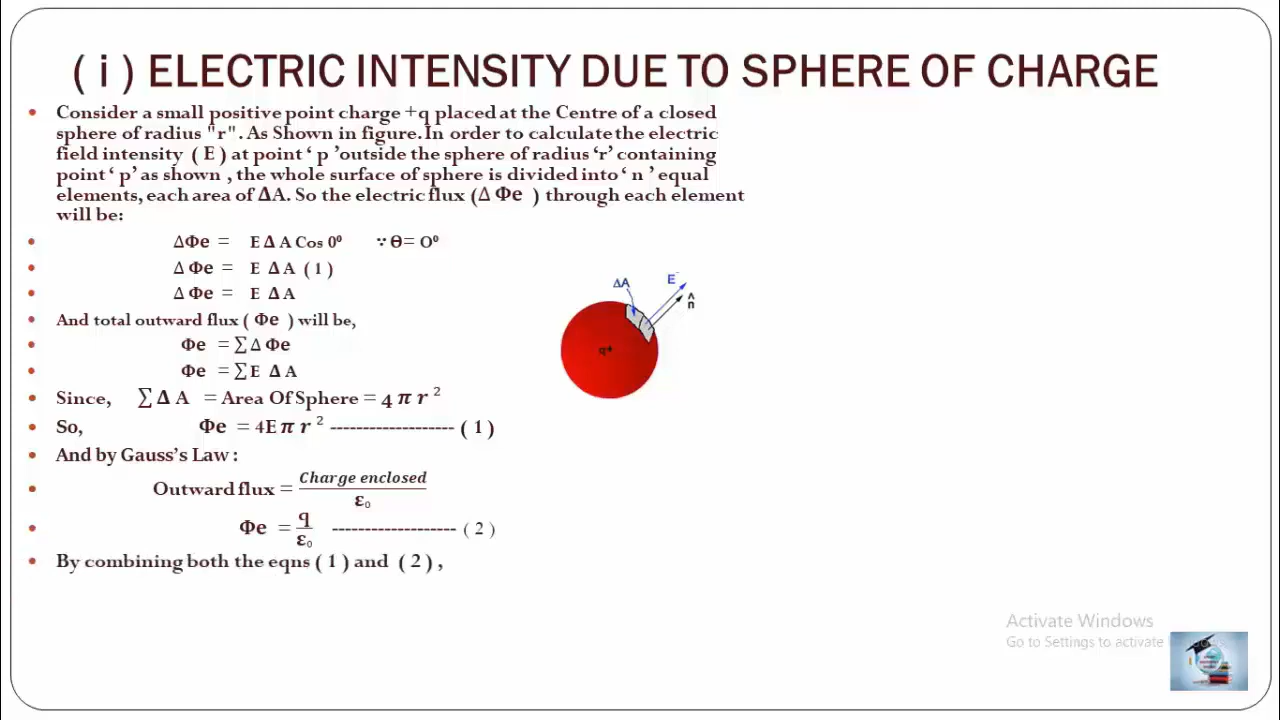 ( i ) ELECTRIC INTENSITY DUE TO SPHERE OF CHARGE
• Consider a small positive point charge +q placed at the Centre of a closed
sphere of radius "r". As Shown in figure. In order to calculate the electric
field intensity ( E ) at point ‘ p ’outside the sphere of radius ‘r’ containing
point ‘ p’ as shown , the whole surface of sphere is divided into ‘ n ’ equal
elements, each area of ΔA. So the electric flux (Δ Φe ) through each element
will be:
• ΔΦe = E Δ A Cos 0⁰ ∵ Ɵ= O⁰
• Δ Φe = E Δ A ( 1 )
• Δ Φe = E Δ A
• And total outward flux ( Φe ) will be,
• Φe = ∑ Δ Φe
• Φe = ∑ E Δ A
• Since, ∑ Δ A = Area Of Sphere = 4 π r ²
• So, Φe = 4E π r ² ------------------- ( 1 )
• And by Gauss’s Law :
• Outward flux = Charge enclosed / ε₀
• Φe = q / ε₀ ------------------- ( 2 )
• By combining both the eqns ( 1 ) and ( 2 ) ,
ΔA
E
^
n
q+
Activate Windows
Go to Settings to activate